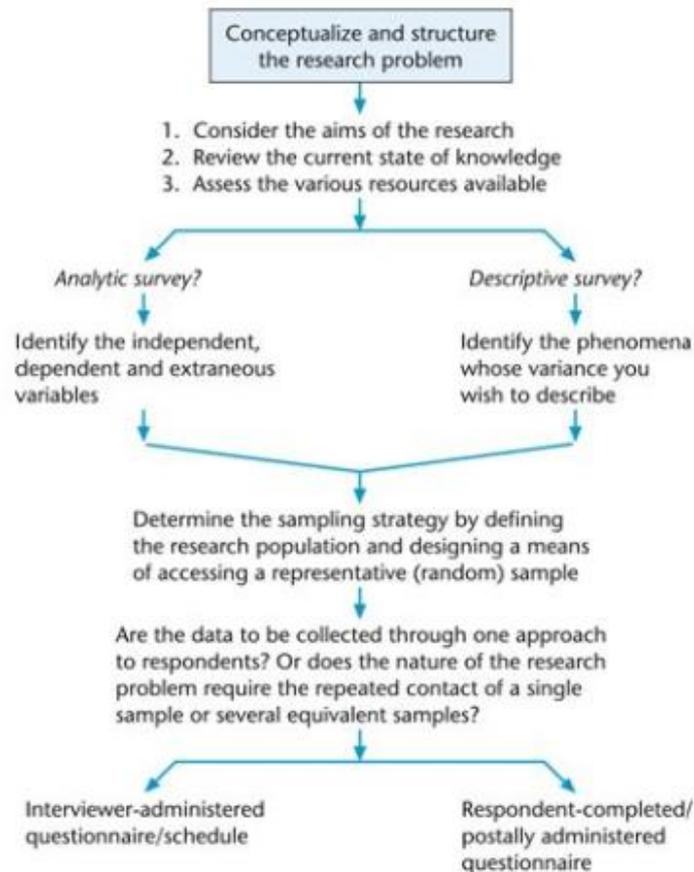 Conceptualize and structure
the research problem
1. Consider the aims of the research
2. Review the current state of knowledge
3. Assess the various resources available
Analytic survey?
Descriptive survey?
Identify the independent,
dependent and extraneous
variables
Identify the phenomena
whose variance you
wish to describe
Determine the sampling strategy by defining
the research population and designing a means
of accessing a representative (random) sample
Are the data to be collected through one approach
to respondents? Or does the nature of the research
problem require the repeated contact of a single
sample or several equivalent samples?
Interviewer-administered
questionnaire/schedule
Respondent-completed/
postally administered
questionnaire